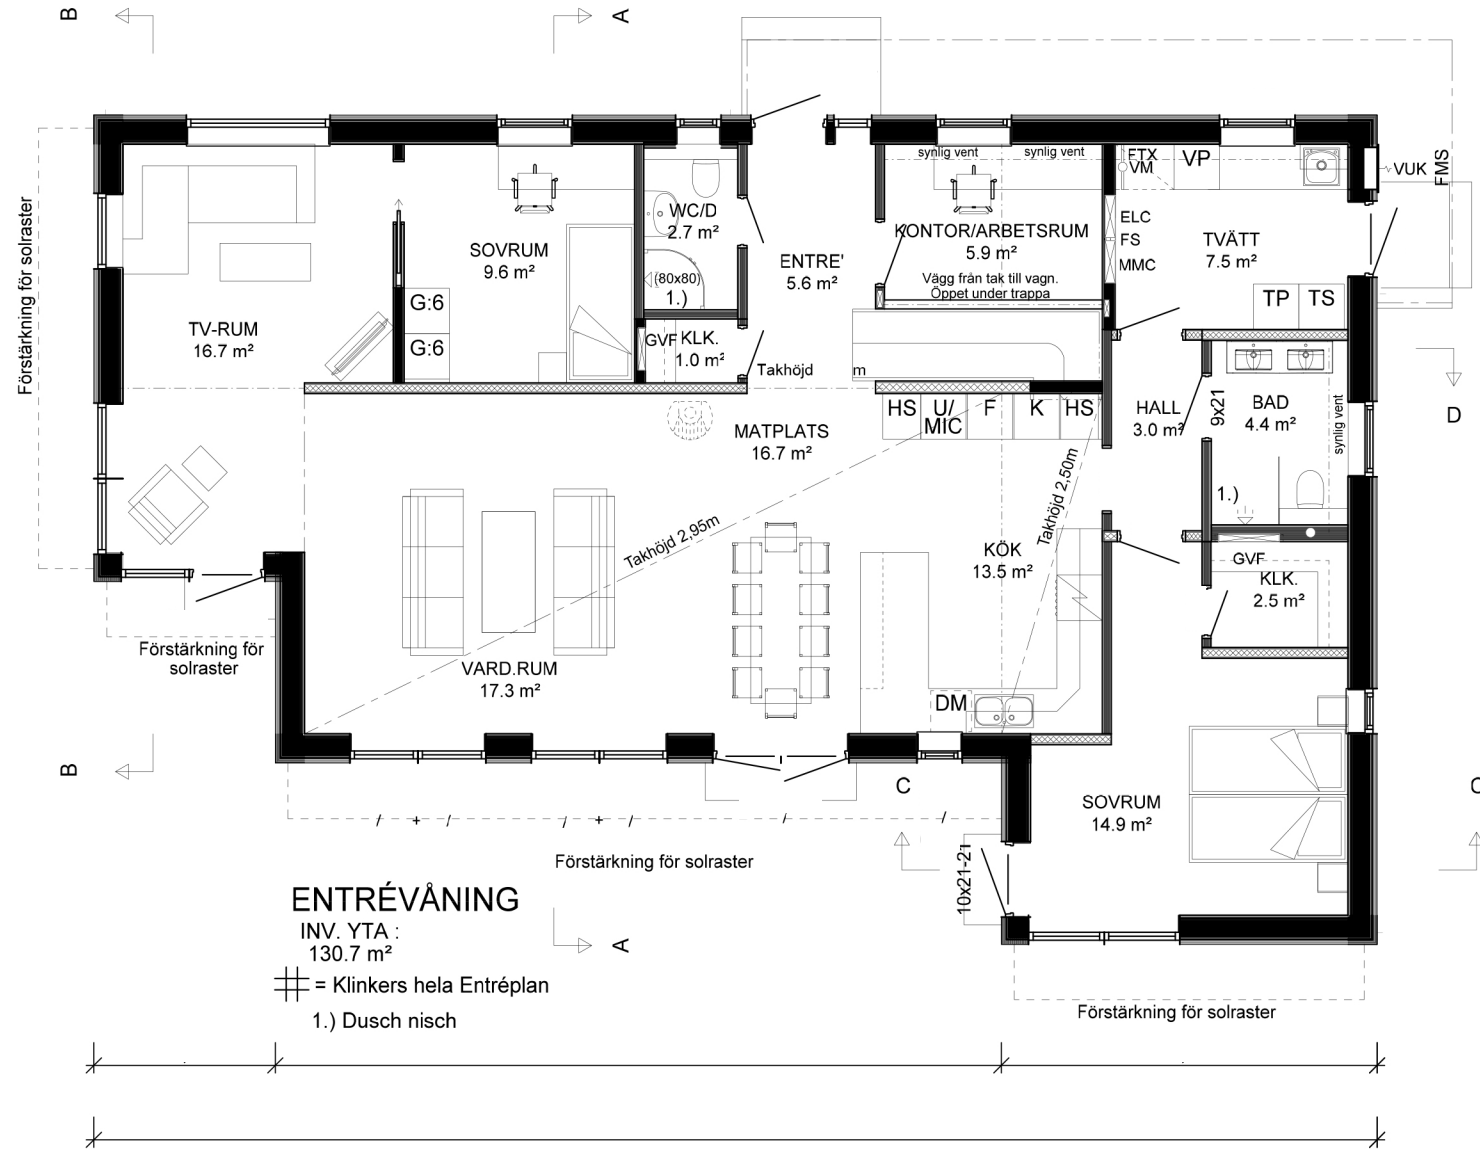 B
A
synlig vent
synlig vent
FTX
VM
VP
VUK
FMS
WC/D
2.7 m²
(80x80)
1.)
SOVRUM
9.6 m²
ENTRE'
5.6 m²
KONTOR/ARBETSRUM
5.9 m²
Vägg från tak till vagn.
Öppet under trappa
ELC
FS
MMC
TVÄTT
7.5 m²
TP
TS
Förstärkning för solraster
TV-RUM
16.7 m²
G:6
G:6
GVF
KLK.
1.0 m²
Takhöjd
m
HS
U/
MIC
F
K
HS
HALL
3.0 m²
9x21
BAD
4.4 m²
synlig vent
D
MATPLATS
16.7 m²
Takhöjd 2,95m
Takhöjd 2,50m
1.)
KÖK
13.5 m²
GVF
KLK.
2.5 m²
Förstärkning för
solraster
VARD.RUM
17.3 m²
DM
B
C
C
SOVRUM
14.9 m²
10x21-21
Förstärkning för solraster
ENTRÉVÅNING
INV. YTA :
130.7 m²
A
= Klinkers hela Entréplan
1.) Dusch nisch
Förstärkning för solraster